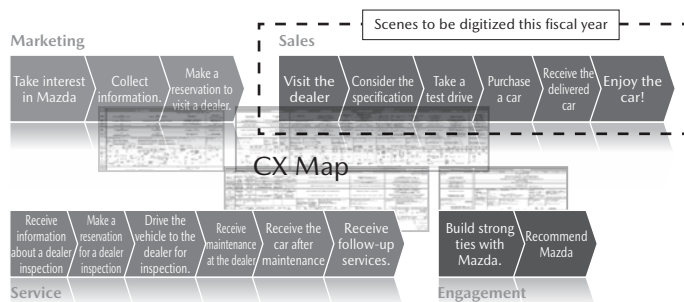 Scenes to be digitized this fiscal year
Marketing
Sales
Take interest
in Mazda
Collect
information.
Make a
reservation to
visit a dealer.
Visit the
dealer
Consider the
specification
Take a
test drive
Purchase
a car
Receive the
delivered
car
Enjoy the
car!
CX Map
Receive
information
about a dealer
inspection
Make a
reservation
for a dealer
inspection
Drive the
vehicle to the
dealer for
inspection.
Receive
maintenance
at the dealer
Receive the
car after
maintenance
Receive
follow-up
services.
Build strong
ties with
Mazda.
Recommend
Mazda
Service
Engagement